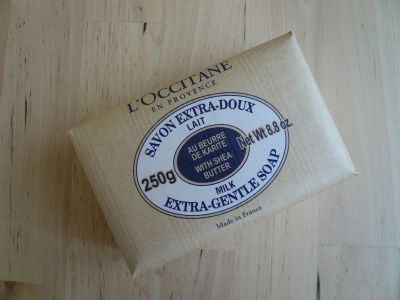 L'OCCITANE
EN PROVENCE
SAVON EXTRA-DOUX
LAIT
AU BEURRE
DE KARITÉ
WITH SHEA
BUTTER
250g
Net Wt 8.8 oz.
MILK
EXTRA-GENTLE SOAP
Made in France